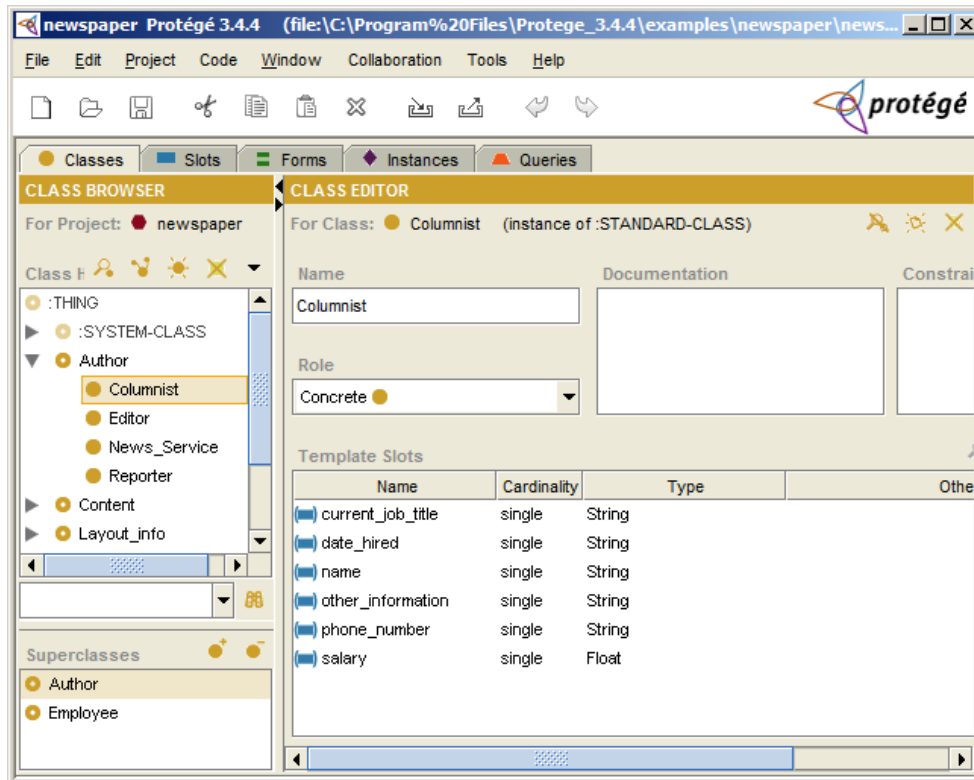 newspaper Protégé 3.4.4 (file:\C:\Program%20Files\Protege_3.4.4\examples\newspaper\news...
File Edit Project Code Window Collaboration Tools Help
protégé
Classes Slots Forms Instances Queries
CLASS BROWSER
For Project: newspaper
Class H
:THING
:SYSTEM-CLASS
Author
Columnist
Editor
News_Service
Reporter
Content
Layout_info
Superclasses
Author
Employee
CLASS EDITOR
For Class: Columnist (instance of :STANDARD-CLASS)
Name Documentation Constrai
Columnist
Role
Concrete
Template Slots
Name Cardinality Type Othe
current_job_title single String
date_hired single String
name single String
other_information single String
phone_number single String
salary single Float